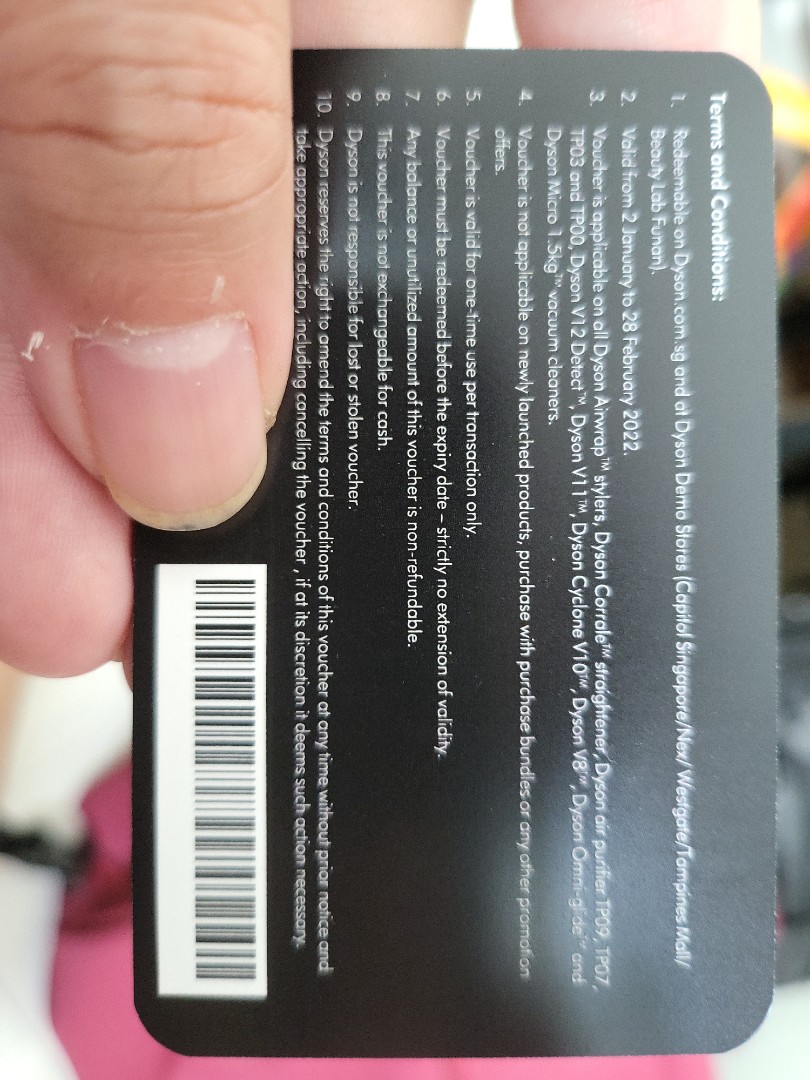 Terms and Conditions:
1. Redeemable on Dyson.com.sg and at Dyson Demo Stores (Capitol Singapore/Nex/ Westgate/Tampines Mall/
Beauty Lab Funan).
2. Valid from 2 January to 28 February 2022.
3. Voucher is applicable on all Dyson Airwrap™ stylers, Dyson Corrale™ straightener, Dyson air purifier TP09, TP07,
TP03 and TP00, Dyson V12 Detect™, Dyson V11™, Dyson Cyclone V10™, Dyson V8™, Dyson Omni-glide™ and
Dyson Micro 1.5kg™ vacuum cleaners.
4. Voucher is not applicable on newly launched products, purchase with purchase bundles or any other promotion
offers.
5. Voucher is valid for one-time use per transaction only.
6. Voucher must be redeemed before the expiry date – strictly no extension of validity.
7. Any balance or unutilized amount of this voucher is non-refundable.
8. This voucher is not exchangeable for cash.
9. Dyson is not responsible for lost or stolen voucher.
10. Dyson reserves the right to amend the terms and conditions of this voucher at any time without prior notice and
take appropriate action, including cancelling the voucher , if at its discretion it deems such action necessary.